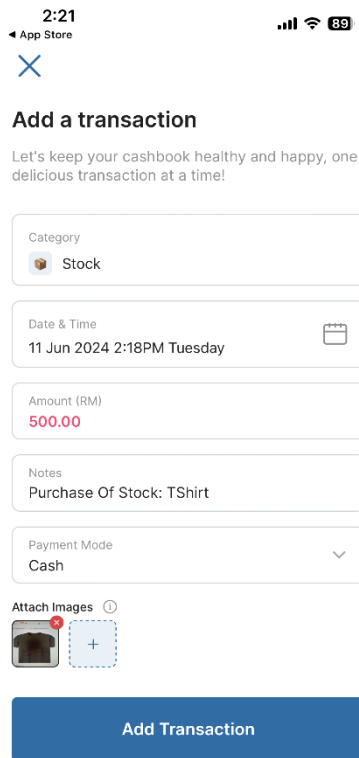 2:21
89
◀ App Store
Add a transaction
Let's keep your cashbook healthy and happy, one
delicious transaction at a time!
Category
Stock
Date & Time
11 Jun 2024 2:18PM Tuesday
Amount (RM)
500.00
Notes
Purchase Of Stock: TShirt
Payment Mode
Cash
Attach Images
Add Transaction